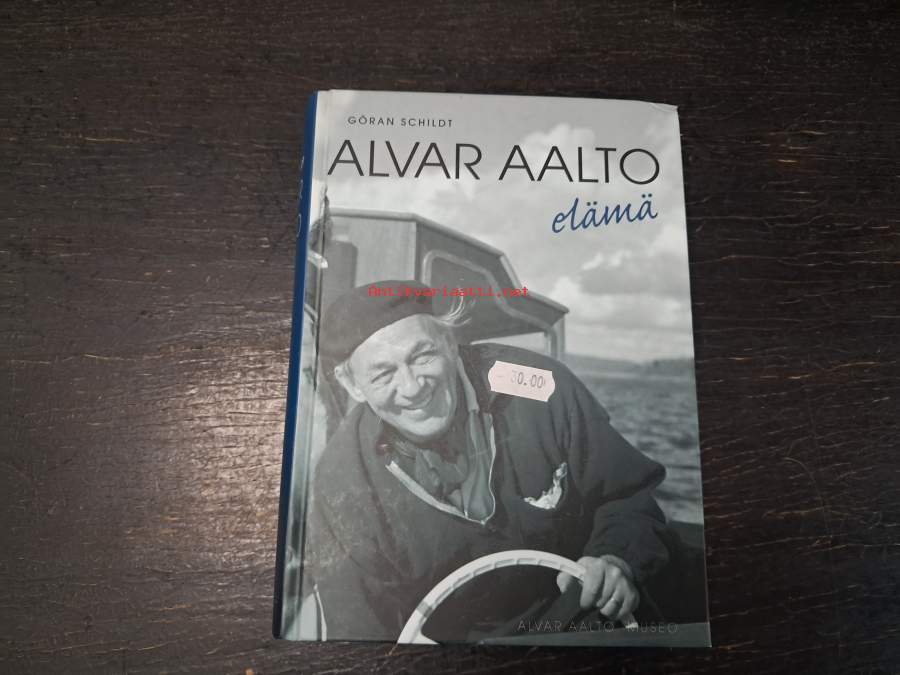 GÖRAN SCHILDT
ALVAR AALTO
elämä
Antikvariaatti.net
30.00
ALVAR AALTO MUSEO